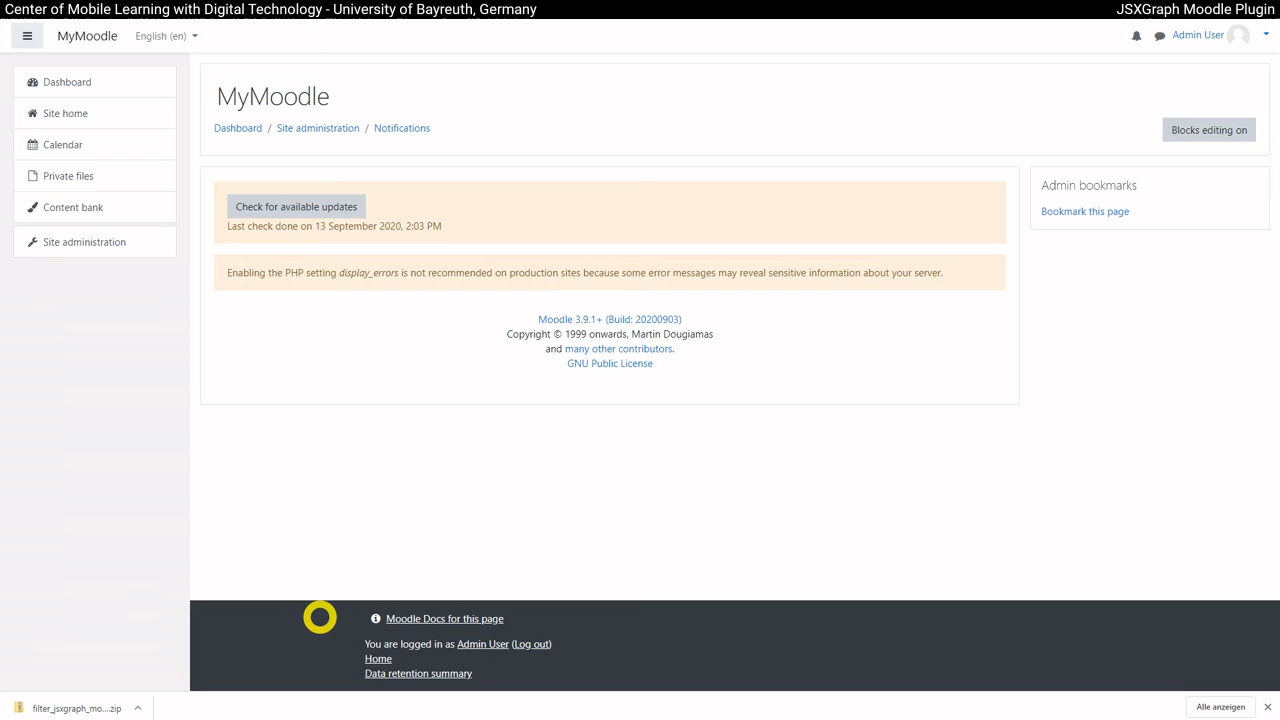 Center of Mobile Learning with Digital Technology - University of Bayreuth, Germany
JSXGraph Moodle Plugin
MyMoodle
English (en)
Admin User
Dashboard
Site home
Calendar
Private files
Content bank
Site administration
MyMoodle
Dashboard / Site administration / Notifications
Blocks editing on
Check for available updates
Last check done on 13 September 2020, 2:03 PM
Enabling the PHP setting display_errors is not recommended on production sites because some error messages may reveal sensitive information about your server.
Moodle 3.9.1+ (Build: 20200903)
Copyright © 1999 onwards, Martin Dougiamas
and many other contributors.
GNU Public License
Admin bookmarks
Bookmark this page
Moodle Docs for this page
You are logged in as Admin User (Log out)
Home
Data retention summary
filter_jsxgraph_mo....zip
Alle anzeigen